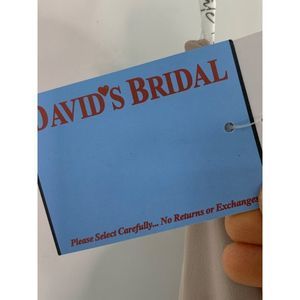 DAVID'S BRIDAL
Please Select Carefully... No Returns or Exchanges